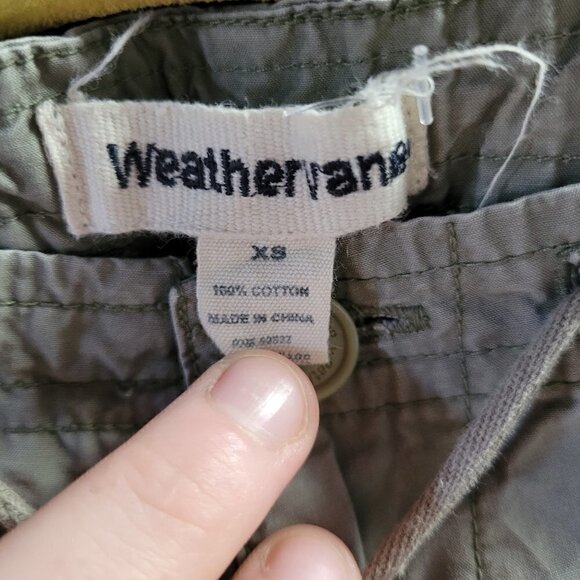 Weathervane
XS
100% COTTON
MADE IN CHINA